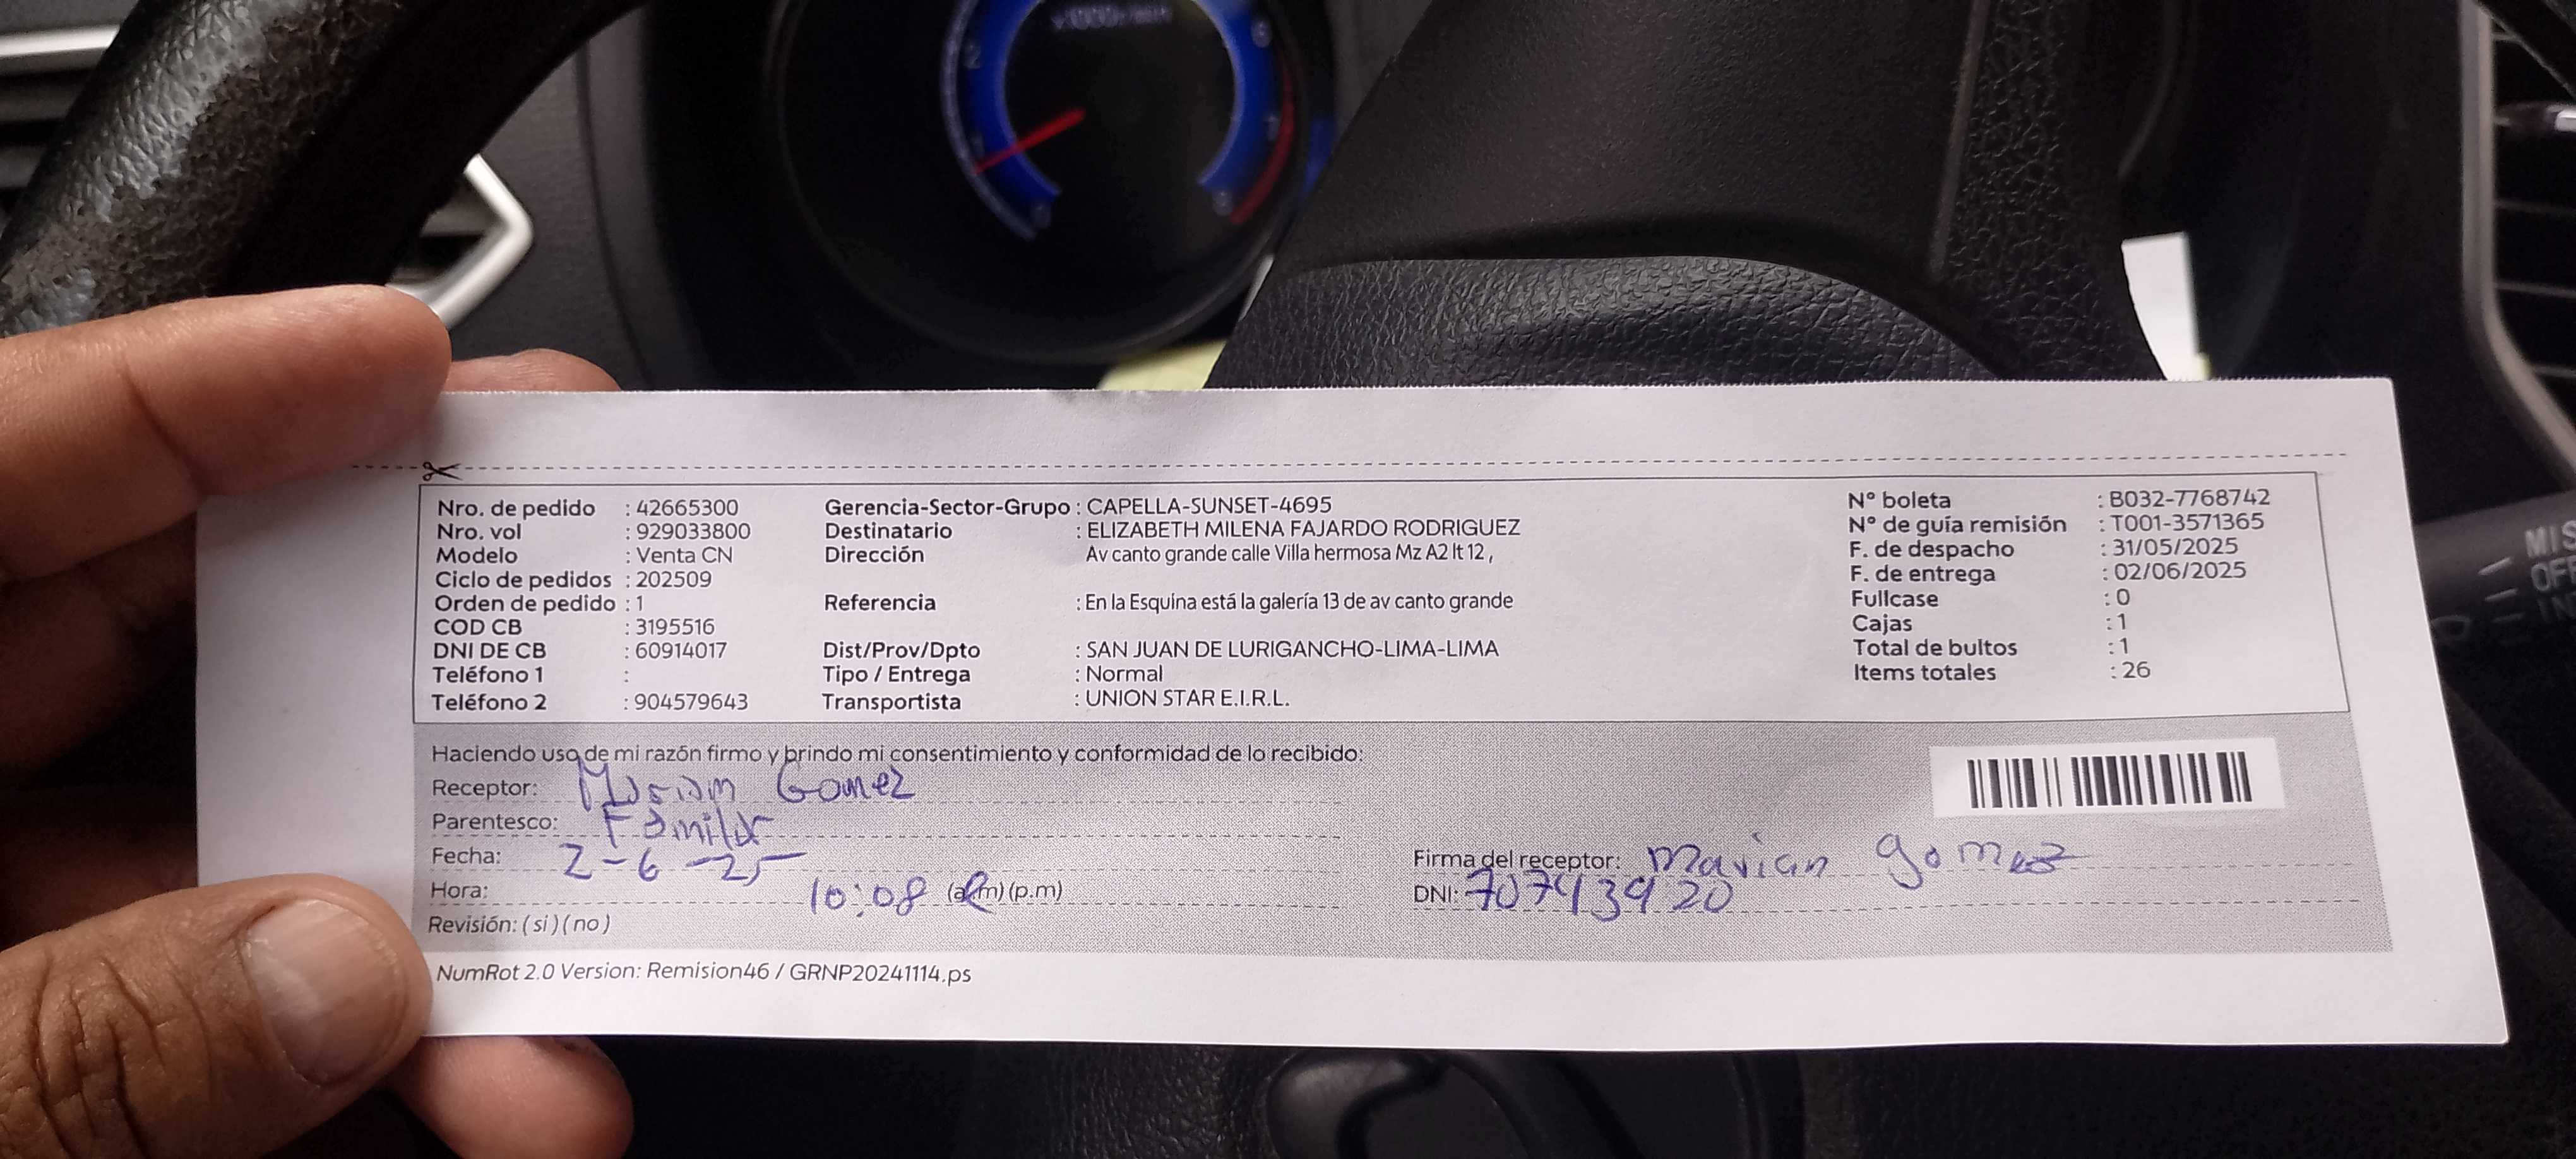 x1000r/min
Nro. de pedido : 42665300
Nro. vol : 929033800
Modelo : Venta CN
Ciclo de pedidos : 202509
Orden de pedido : 1
COD CB : 3195516
DNI DE CB : 60914017
Teléfono 1 :
Teléfono 2 : 904579643
Gerencia-Sector-Grupo : CAPELLA-SUNSET-4695
Destinatario : ELIZABETH MILENA FAJARDO RODRIGUEZ
Dirección Av canto grande calle Villa hermosa Mz A2 lt 12 ,
Referencia : En la Esquina está la galería 13 de av canto grande
Dist/Prov/Dpto : SAN JUAN DE LURIGANCHO-LIMA-LIMA
Tipo / Entrega : Normal
Transportista : UNION STAR E.I.R.L.
N° boleta : B032-7768742
N° de guía remisión : T001-3571365
F. de despacho : 31/05/2025
F. de entrega : 02/06/2025
Fullcase : 0
Cajas : 1
Total de bultos : 1
Items totales : 26
Haciendo uso de mi razón firmo y brindo mi consentimiento y conformidad de lo recibido:
Receptor: Gomez
Parentesco: Familir
Fecha: 2-6-25
Hora: 10:08 (a.m) (p.m)
Revisión: ( si ) ( no )
Firma del receptor: Marian gomez
DNI:
NumRot 2.0 Version: Remision46 / GRNP20241114.ps
MIS
OFF